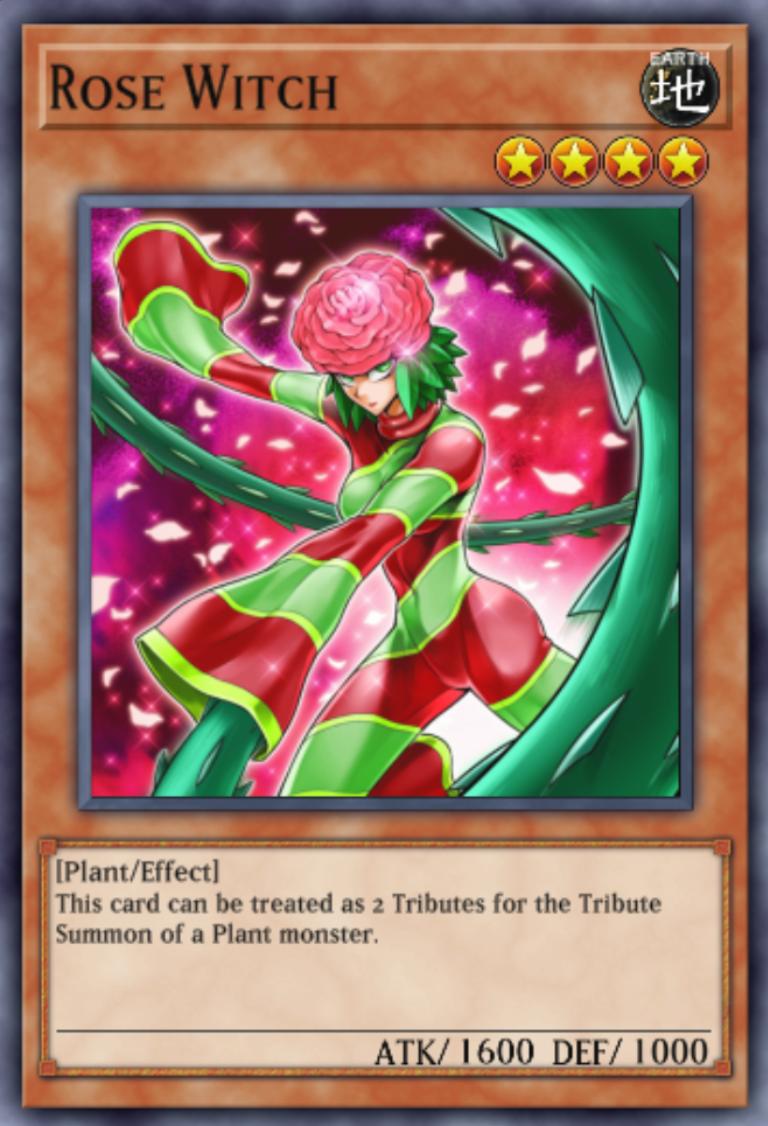 Rose Witch
EARTH
地
[Plant/Effect]
This card can be treated as 2 Tributes for the Tribute
Summon of a Plant monster.
ATK/ 1600 DEF/ 1000